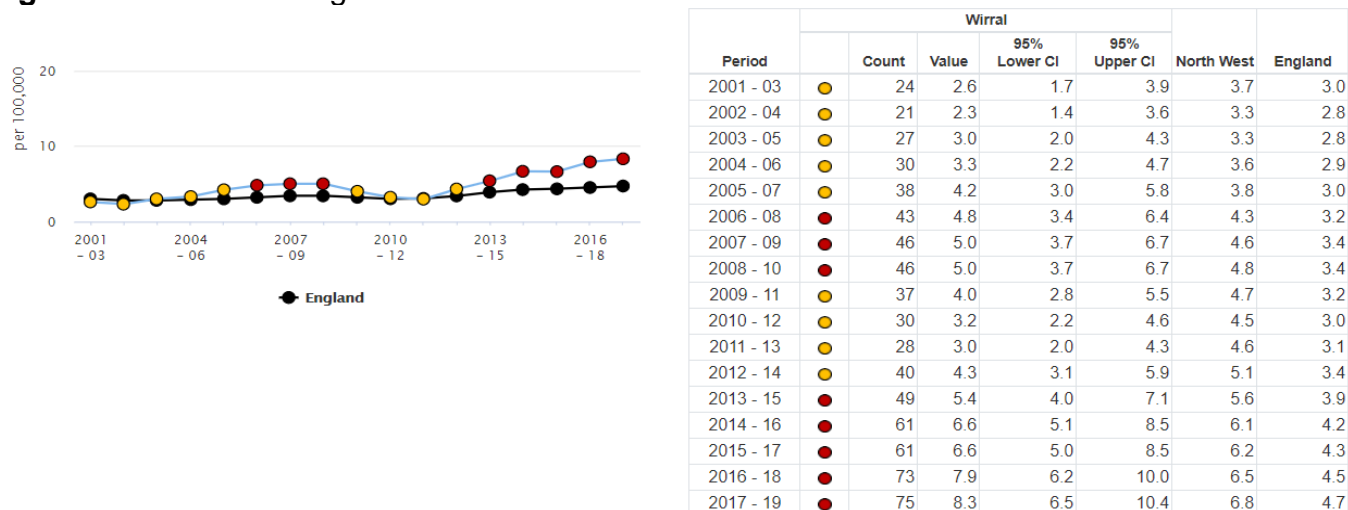 20
10
0
per 100,000
2001 - 03
2004 - 06
2007 - 09
2010 - 12
2013 - 15
2016 - 18
England
Wirral
Period Count Value 95% Lower CI 95% Upper CI North West England
2001 - 03 24 2.6 1.7 3.9 3.7 3.0
2002 - 04 21 2.3 1.4 3.6 3.3 2.8
2003 - 05 27 3.0 2.0 4.3 3.3 2.8
2004 - 06 30 3.3 2.2 4.7 3.6 2.9
2005 - 07 38 4.2 3.0 5.8 3.8 3.0
2006 - 08 43 4.8 3.4 6.4 4.3 3.2
2007 - 09 46 5.0 3.7 6.7 4.6 3.4
2008 - 10 46 5.0 3.7 6.7 4.8 3.4
2009 - 11 37 4.0 2.8 5.5 4.7 3.2
2010 - 12 30 3.2 2.2 4.6 4.5 3.0
2011 - 13 28 3.0 2.0 4.3 4.6 3.1
2012 - 14 40 4.3 3.1 5.9 5.1 3.4
2013 - 15 49 5.4 4.0 7.1 5.6 3.9
2014 - 16 61 6.6 5.1 8.5 6.1 4.2
2015 - 17 61 6.6 5.0 8.5 6.2 4.3
2016 - 18 73 7.9 6.2 10.0 6.5 4.5
2017 - 19 75 8.3 6.5 10.4 6.8 4.7